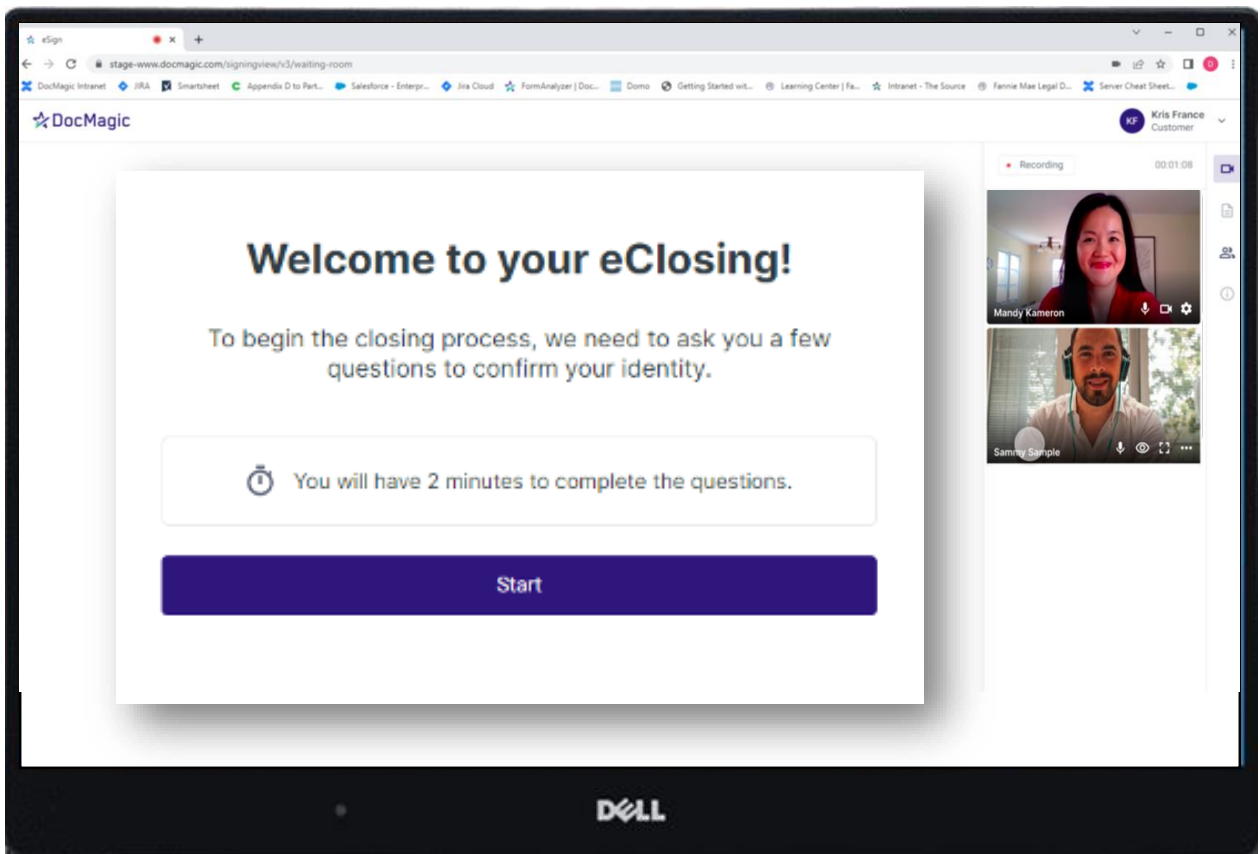 eSign
stage-www.docmagic.com/signingview/v3/waiting-room
DocMagic Intranet JIRA Smartsheet Appendix D to Part... Salesforce - Enterpr... Jira Cloud FormAnalyzer | Doc... Domo Getting Started wit... Learning Center | Fa... Intranet - The Source Fannie Mae Legal D... Server Cheat Sheet...
DocMagic
KF
Kris France
Customer
Recording 00:01:08
Welcome to your eClosing!
To begin the closing process, we need to ask you a few
questions to confirm your identity.
You will have 2 minutes to complete the questions.
Start
Mandy Kameron
Sammy Sample
DELL